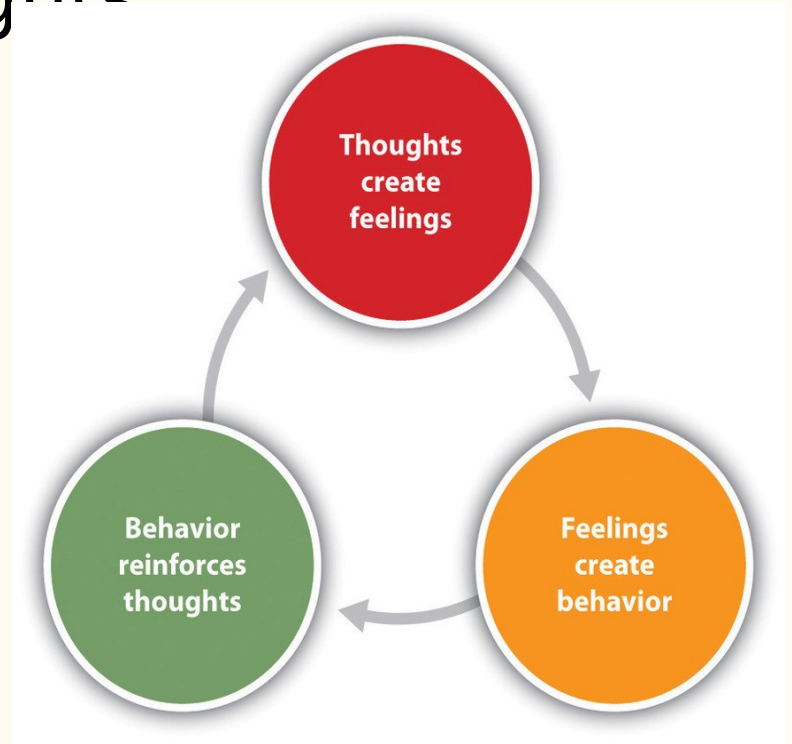 Thoughts
create
feelings
Feelings
create
behavior
Behavior
reinforces
thoughts